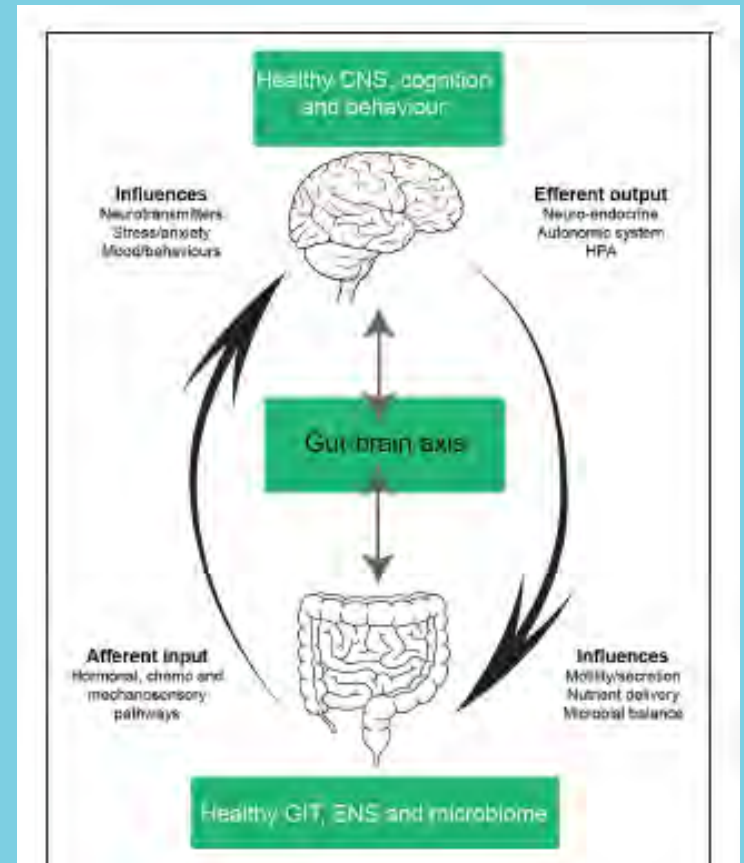 Healthy CNS, cognition
and behaviour
Influences
Neurotransmitters
Stress/anxiety
Mood/behaviours
Efferent output
Neuro-endocrine
Autonomic system
HPA
Gut-brain axis
Afferent input
Hormonal, chemo and
mechanosensory
pathways
Influences
Motility/secretion
Nutrient delivery
Microbial balance
Healthy GIT, ENS and microbiome